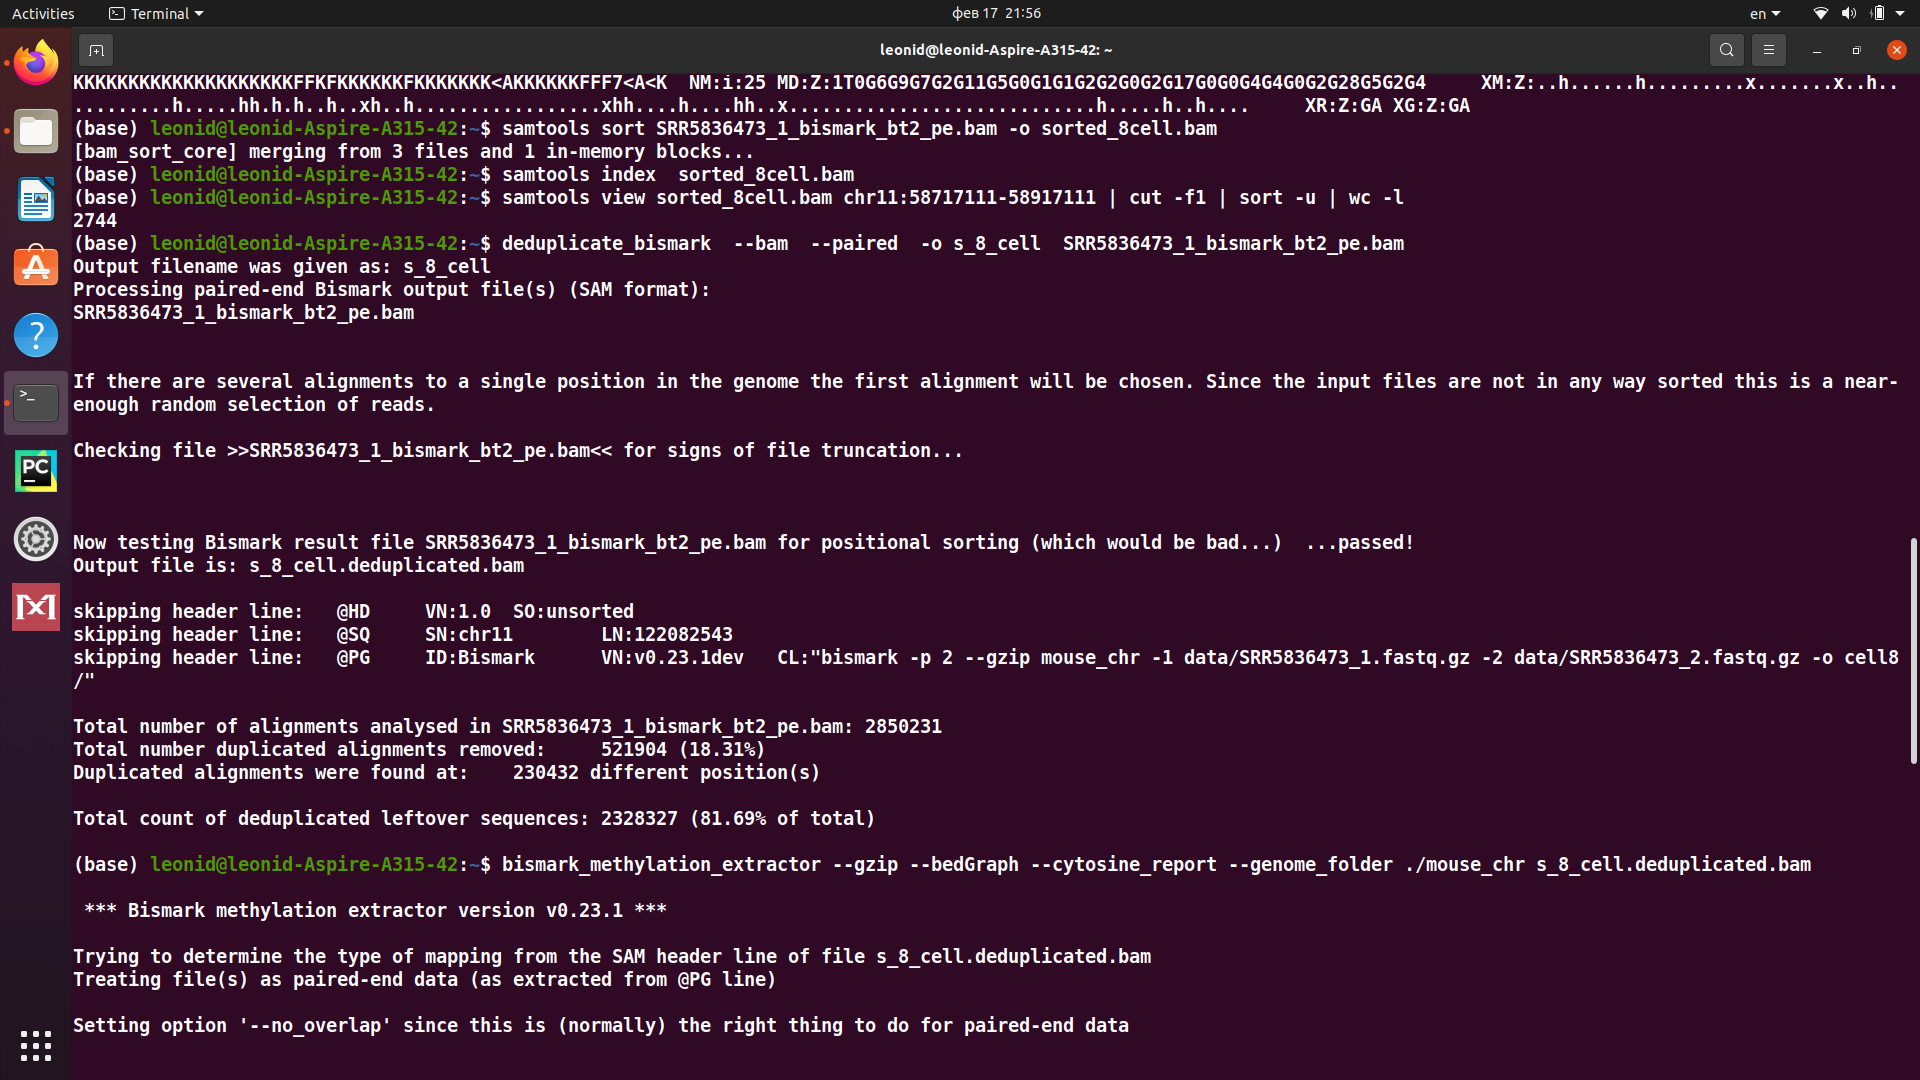 Activities Terminal фев 17 21:56 en
leonid@leonid-Aspire-A315-42: ~
KKKKKKKKKKKKKKKKKKKKFFKFKKKKKKFKKKKKKK<AKKKKKKFFF7<A<K NM:i:25 MD:Z:1T0G6G9G7G2G11G5G0G1G1G2G2G0G2G17G0G0G4G4G0G2G28G5G2G4 XM:Z:..h......h.........x.......x..h..
.........h.....hh.h.h..h..xh..h.................xhh....h....hh..x............................h.....h..h.... XR:Z:GA XG:Z:GA
(base) leonid@leonid-Aspire-A315-42:~$ samtools sort SRR5836473_1_bismark_bt2_pe.bam -o sorted_8cell.bam
[bam_sort_core] merging from 3 files and 1 in-memory blocks...
(base) leonid@leonid-Aspire-A315-42:~$ samtools index  sorted_8cell.bam
(base) leonid@leonid-Aspire-A315-42:~$ samtools view sorted_8cell.bam chr11:58717111-58917111 | cut -f1 | sort -u | wc -l
2744
(base) leonid@leonid-Aspire-A315-42:~$ deduplicate_bismark  --bam  --paired  -o s_8_cell  SRR5836473_1_bismark_bt2_pe.bam
Output filename was given as: s_8_cell
Processing paired-end Bismark output file(s) (SAM format):
SRR5836473_1_bismark_bt2_pe.bam
If there are several alignments to a single position in the genome the first alignment will be chosen. Since the input files are not in any way sorted this is a near-
enough random selection of reads.
Checking file >>SRR5836473_1_bismark_bt2_pe.bam<< for signs of file truncation...
Now testing Bismark result file SRR5836473_1_bismark_bt2_pe.bam for positional sorting (which would be bad...)  ...passed!
Output file is: s_8_cell.deduplicated.bam
skipping header line:   @HD     VN:1.0  SO:unsorted
skipping header line:   @SQ     SN:chr11        LN:122082543
skipping header line:   @PG     ID:Bismark      VN:v0.23.1dev   CL:"bismark -p 2 --gzip mouse_chr -1 data/SRR5836473_1.fastq.gz -2 data/SRR5836473_2.fastq.gz -o cell8
/"
Total number of alignments analysed in SRR5836473_1_bismark_bt2_pe.bam: 2850231
Total number duplicated alignments removed:     521904 (18.31%)
Duplicated alignments were found at:    230432 different position(s)
Total count of deduplicated leftover sequences: 2328327 (81.69% of total)
(base) leonid@leonid-Aspire-A315-42:~$ bismark_methylation_extractor --gzip --bedGraph --cytosine_report --genome_folder ./mouse_chr s_8_cell.deduplicated.bam
*** Bismark methylation extractor version v0.23.1 ***
Trying to determine the type of mapping from the SAM header line of file s_8_cell.deduplicated.bam
Treating file(s) as paired-end data (as extracted from @PG line)
Setting option '--no_overlap' since this is (normally) the right thing to do for paired-end data
PC